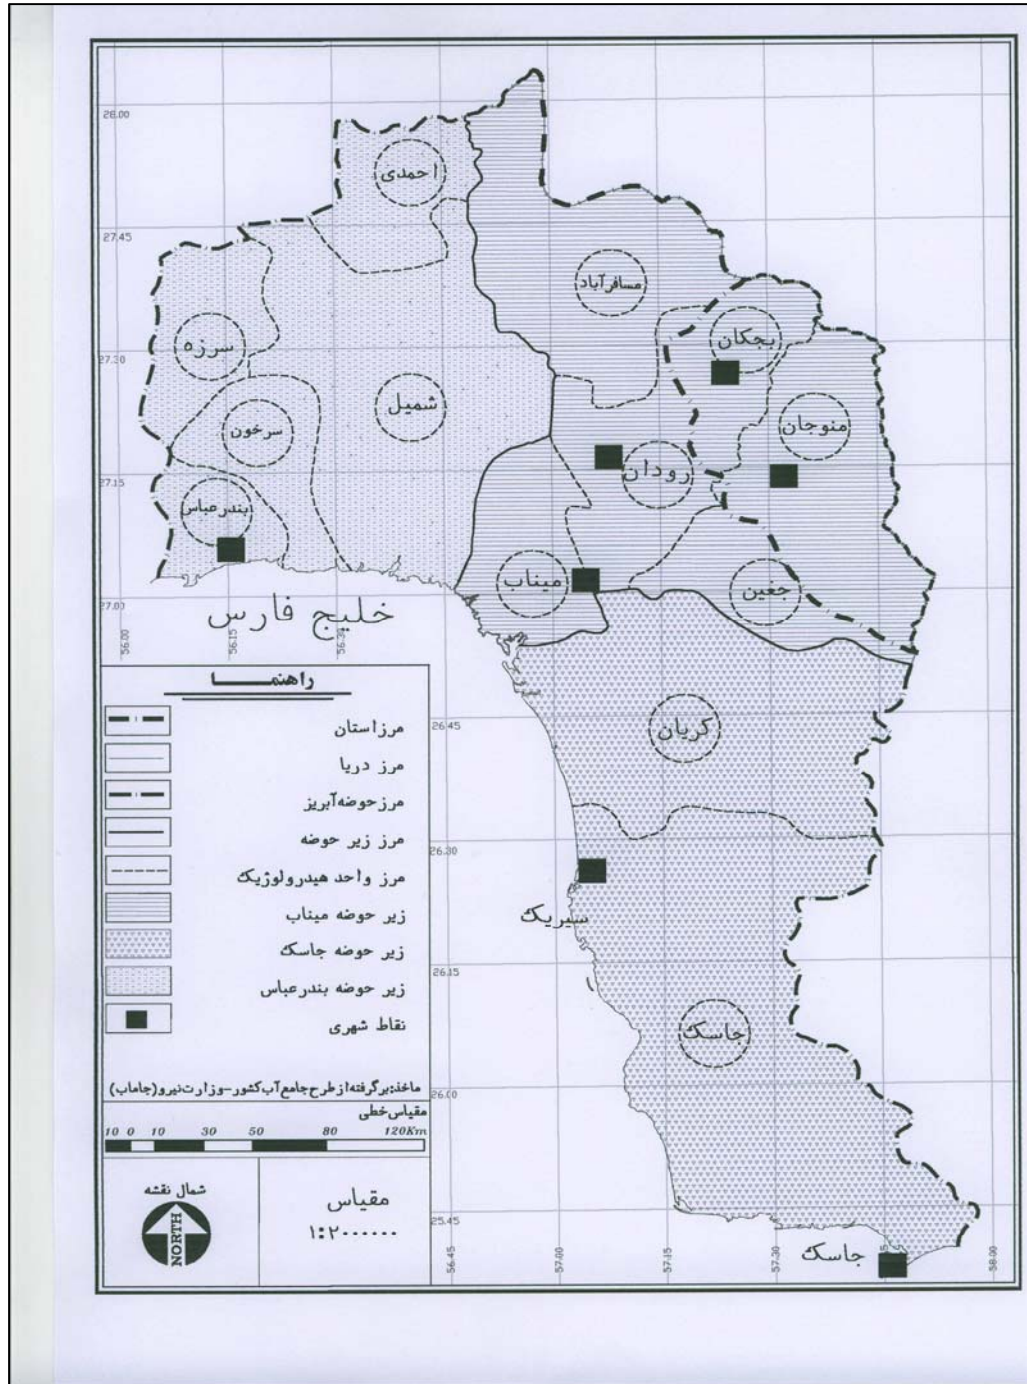 28.00
احمدی
27.45
مسافرآباد
سرزه
بجکان
27.30
شمیل
منوجان
سرخون
رودان
27.15
بندرعباس
میناب
جغین
27.00
خلیج فارس
56.00
56.15
56.30
راهنمـــا
مرزاستان
مرز دریا
مرزحوضه‌آبریز
مرز زیر حوضه
مرز واحد هیدرولوژیک
زیر حوضه میناب
زیر حوضه جاسک
زیر حوضه بندرعباس
نقاط شهری
کریان
26.45
26.30
سیریک
26.15
جاسک
26.00
ماخذ:برگرفته‌از طرح جامع آب کشور-وزارت نیرو(جاماب)
مقیاس خطی
10 0 10 30 50 80 120Km
شمال نقشه
NORTH
مقیاس
۱:۲۰۰۰۰۰۰
25.45
جاسک
56.45
57.00
57.15
57.30
58.00